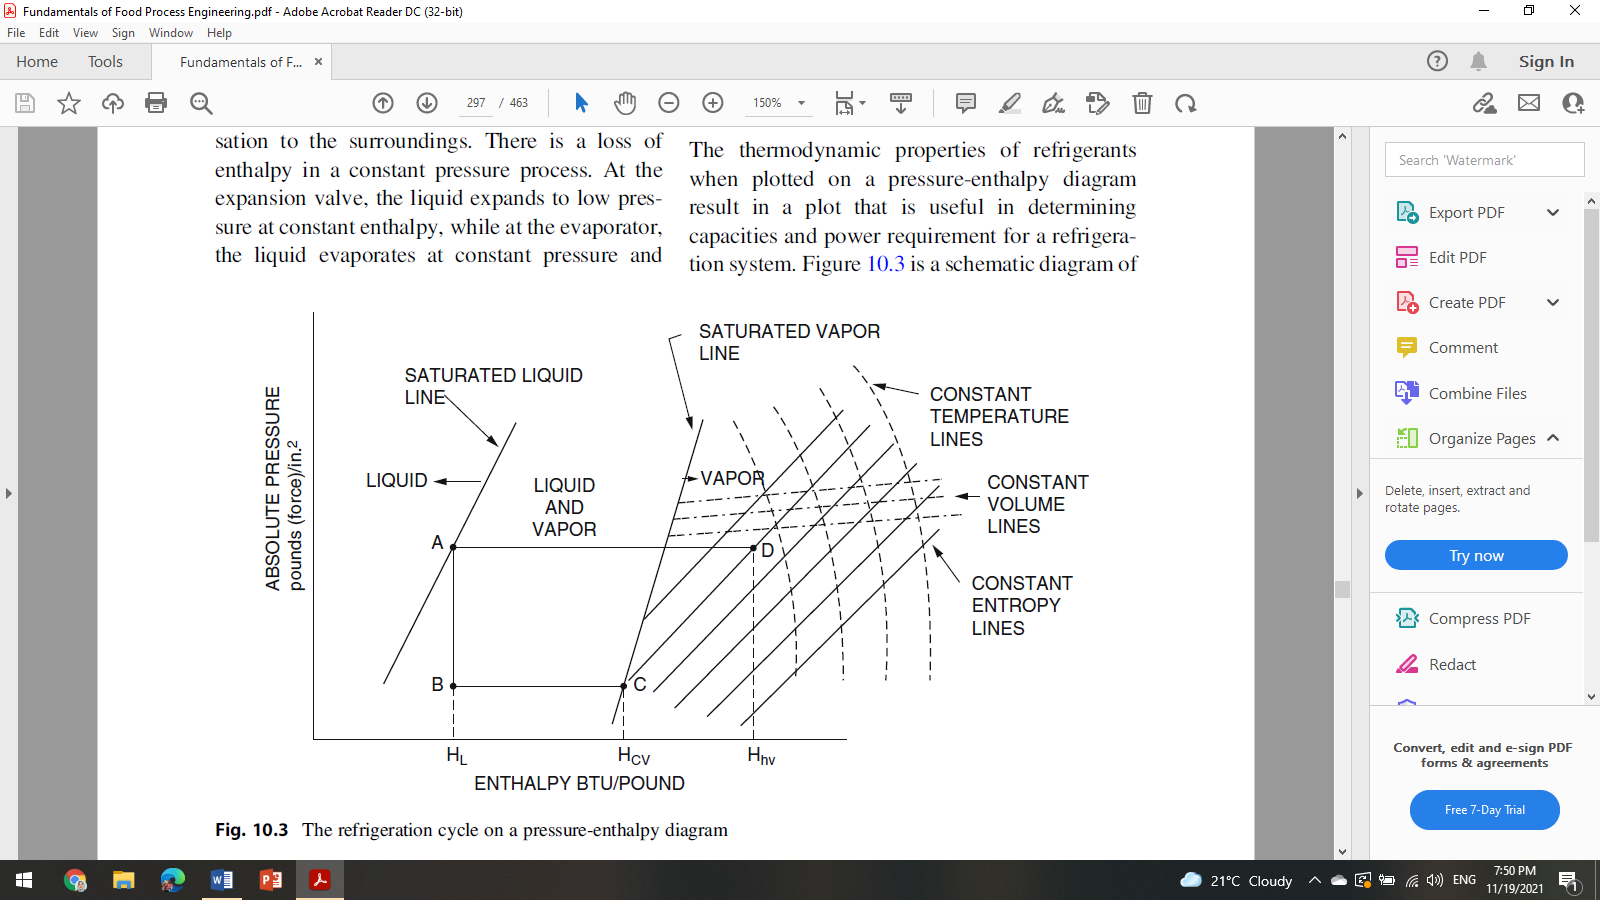 Fundamentals of Food Process Engineering.pdf - Adobe Acrobat Reader DC (32-bit)
File Edit View Sign Window Help
Home Tools Fundamentals of F... ×
Sign In
297 / 463
150%
sation to the surroundings. There is a loss of
enthalpy in a constant pressure process. At the
expansion valve, the liquid expands to low pres-
sure at constant enthalpy, while at the evaporator,
the liquid evaporates at constant pressure and
The thermodynamic properties of refrigerants
when plotted on a pressure-enthalpy diagram
result in a plot that is useful in determining
capacities and power requirement for a refrigera-
tion system. Figure 10.3 is a schematic diagram of
ABSOLUTE PRESSURE
pounds (force)/in.²
SATURATED LIQUID
LINE
SATURATED VAPOR
LINE
CONSTANT
TEMPERATURE
LINES
LIQUID
LIQUID
AND
VAPOR
VAPOR
CONSTANT
VOLUME
LINES
A
D
CONSTANT
ENTROPY
LINES
B
C
HL
HCV
Hhv
ENTHALPY BTU/POUND
Fig. 10.3 The refrigeration cycle on a pressure-enthalpy diagram
Search 'Watermark'
Export PDF
Edit PDF
Create PDF
Comment
Combine Files
Organize Pages
Delete, insert, extract and
rotate pages.
Try now
Compress PDF
Redact
Convert, edit and e-sign PDF
forms & agreements
Free 7-Day Trial
21°C Cloudy
ENG
7:50 PM
11/19/2021
1